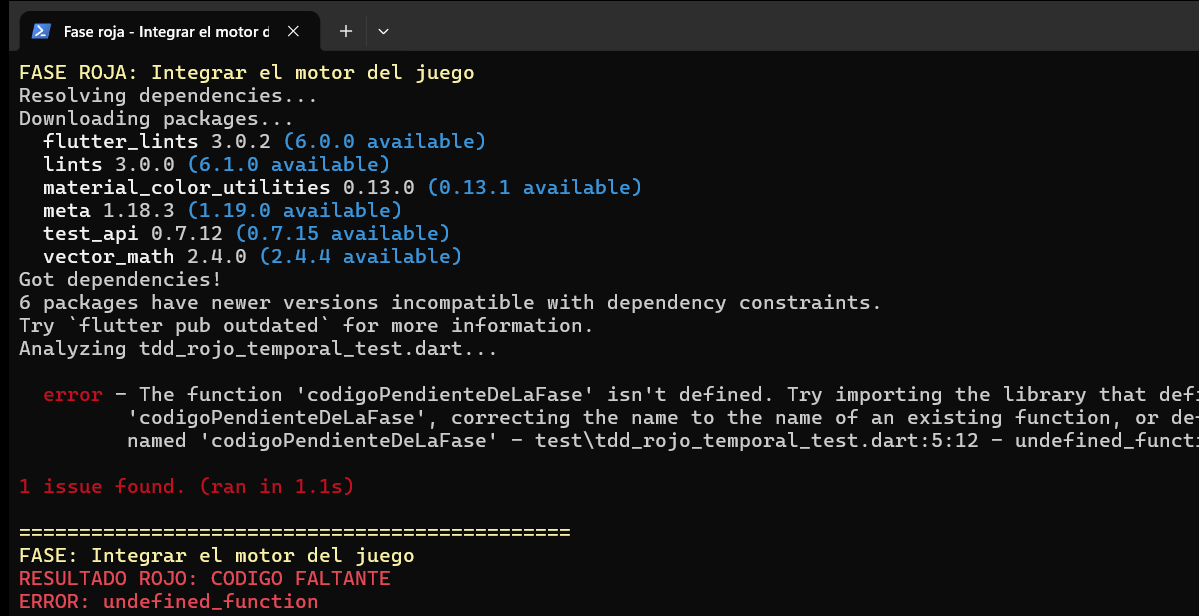 Fase roja - Integrar el motor d
FASE ROJA: Integrar el motor del juego
Resolving dependencies...
Downloading packages...
flutter_lints 3.0.2 (6.0.0 available)
lints 3.0.0 (6.1.0 available)
material_color_utilities 0.13.0 (0.13.1 available)
meta 1.18.3 (1.19.0 available)
test_api 0.7.12 (0.7.15 available)
vector_math 2.4.0 (2.4.4 available)
Got dependencies!
6 packages have newer versions incompatible with dependency constraints.
Try `flutter pub outdated` for more information.
Analyzing tdd_rojo_temporal_test.dart...
error - The function 'codigoPendienteDeLaFase' isn't defined. Try importing the library that defi
'codigoPendienteDeLaFase', correcting the name to the name of an existing function, or de
named 'codigoPendienteDeLaFase' - test\tdd_rojo_temporal_test.dart:5:12 - undefined_functi
1 issue found. (ran in 1.1s)
==============================================
FASE: Integrar el motor del juego
RESULTADO ROJO: CODIGO FALTANTE
ERROR: undefined_function